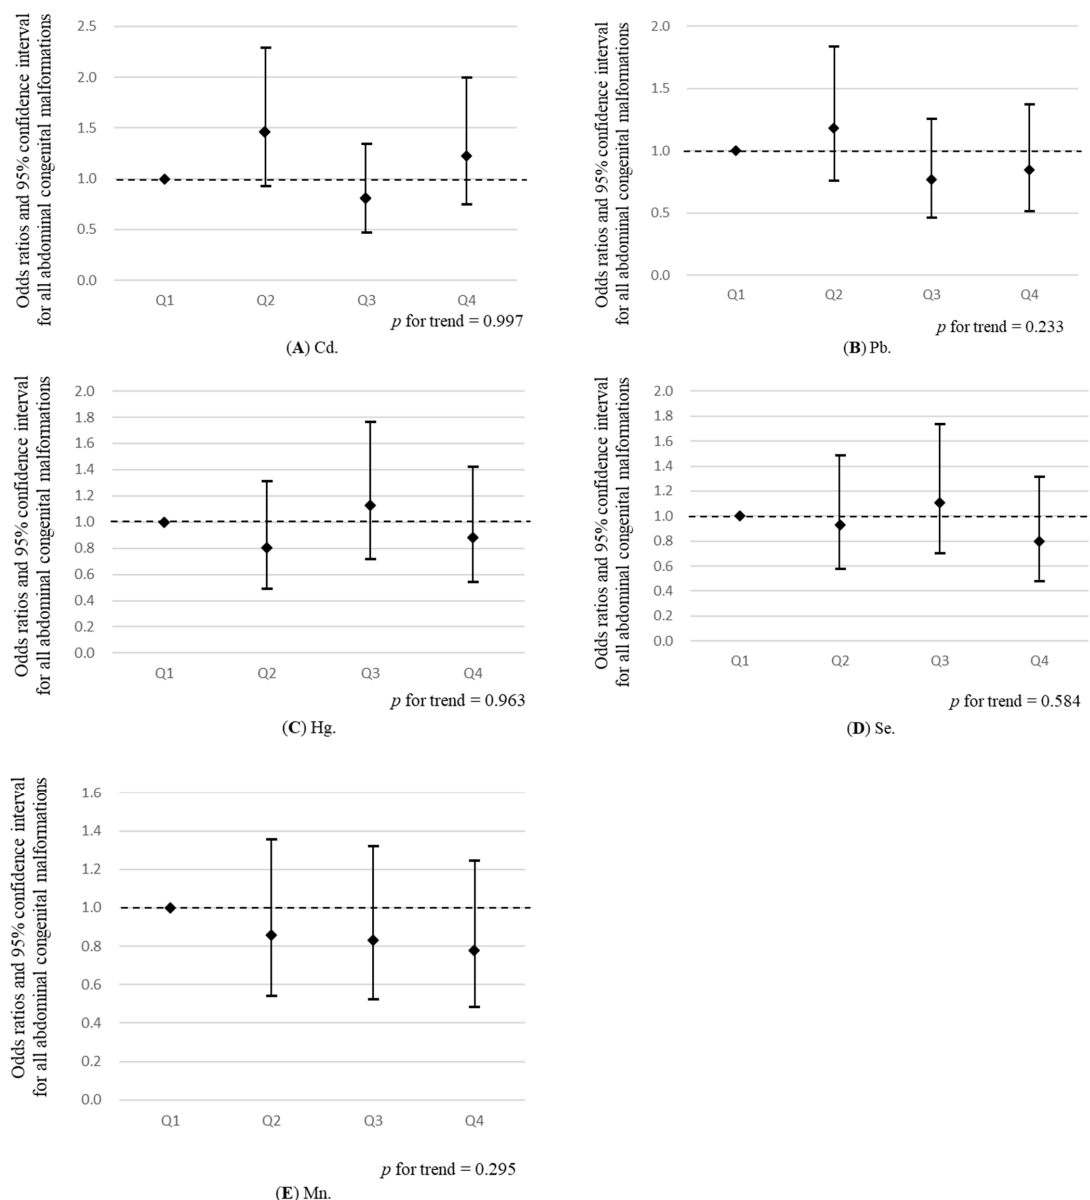 Odds ratios and 95% confidence interval
for all abdominal congenital malformations
2.5
2.0
1.5
1.0
0.5
0.0
Q1 Q2 Q3 Q4
p for trend = 0.997
(A) Cd.
Odds ratios and 95% confidence interval
for all abdominal congenital malformations
2.0
1.5
1.0
0.5
0.0
Q1 Q2 Q3 Q4
p for trend = 0.233
(B) Pb.
Odds ratios and 95% confidence interval
for all abdominal congenital malformations
2.0
1.8
1.6
1.4
1.2
1.0
0.8
0.6
0.4
0.2
0.0
Q1 Q2 Q3 Q4
p for trend = 0.963
(C) Hg.
Odds ratios and 95% confidence interval
for all abdominal congenital malformations
2.0
1.8
1.6
1.4
1.2
1.0
0.8
0.6
0.4
0.2
0.0
Q1 Q2 Q3 Q4
p for trend = 0.584
(D) Se.
Odds ratios and 95% confidence interval
for all abdominal congenital malformations
1.6
1.4
1.2
1.0
0.8
0.6
0.4
0.2
0.0
Q1 Q2 Q3 Q4
p for trend = 0.295
(E) Mn.